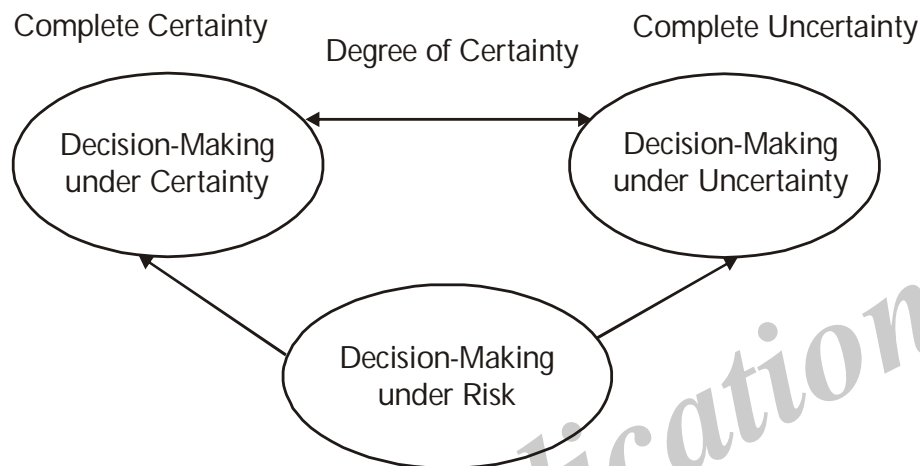 Complete Certainty
Degree of Certainty
Complete Uncertainty
Decision-Making
under Certainty
Decision-Making
under Uncertainty
Decision-Making
under Risk